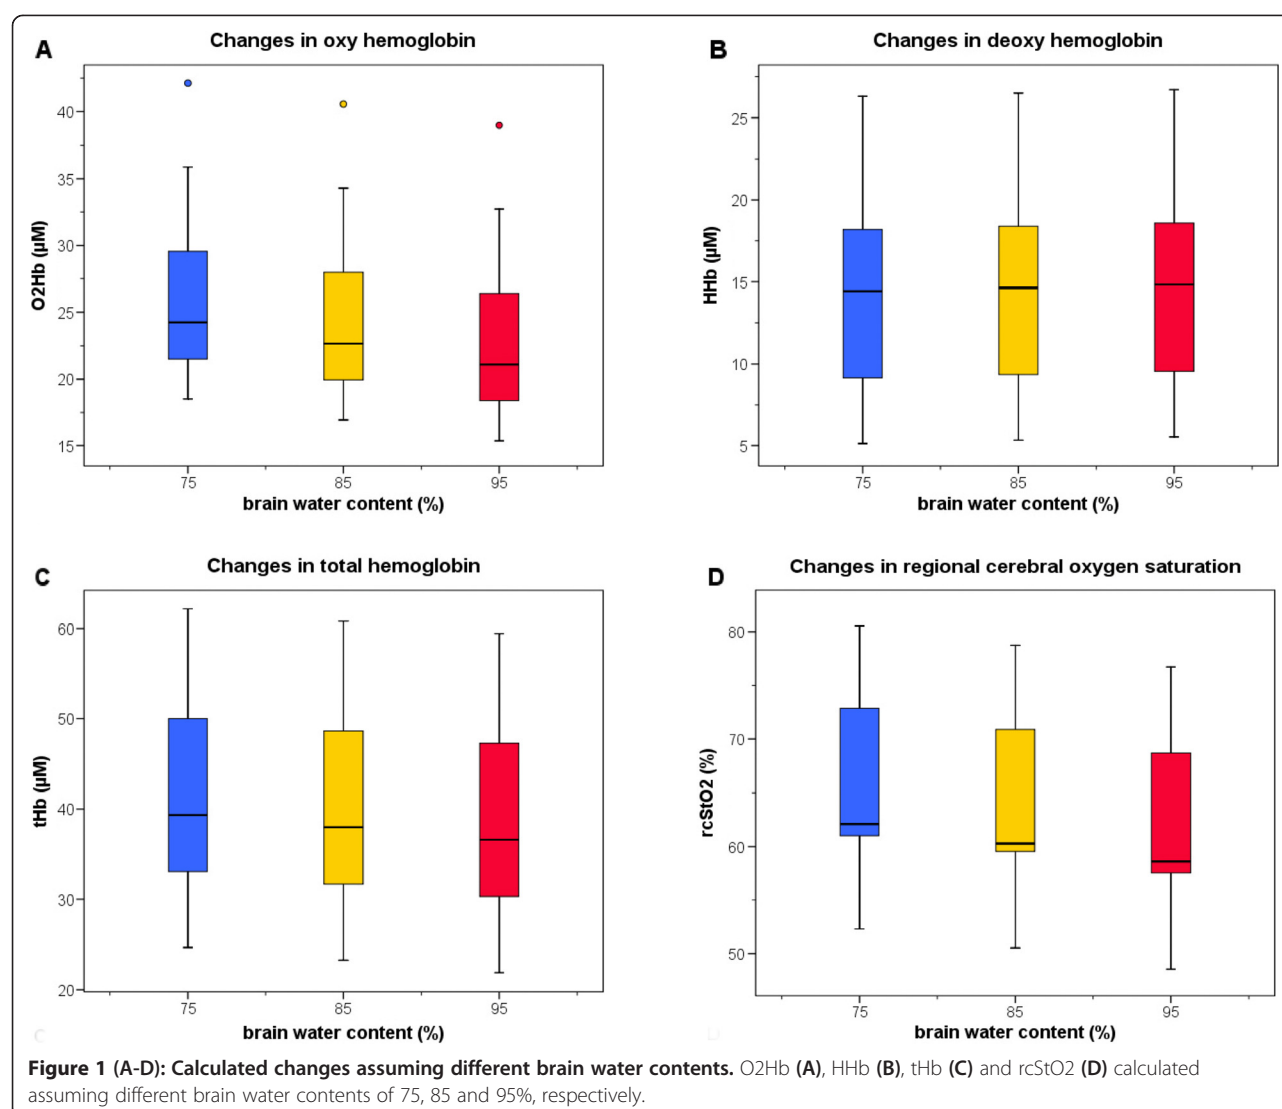 A
Changes in oxy hemoglobin
O2Hb (µM)
40
35
30
25
20
15
75 85 95
brain water content (%)
B
Changes in deoxy hemoglobin
HHb (µM)
25
20
15
10
5
75 85 95
brain water content (%)
C
Changes in total hemoglobin
tHb (µM)
60
50
40
30
20
75 85 95
brain water content (%)
C
D
Changes in regional cerebral oxygen saturation
rcStO2 (%)
80
70
60
50
75 85 95
brain water content (%)
D
Figure 1 (A-D): Calculated changes assuming different brain water contents. O2Hb (A), HHb (B), tHb (C) and rcStO2 (D) calculated
assuming different brain water contents of 75, 85 and 95%, respectively.